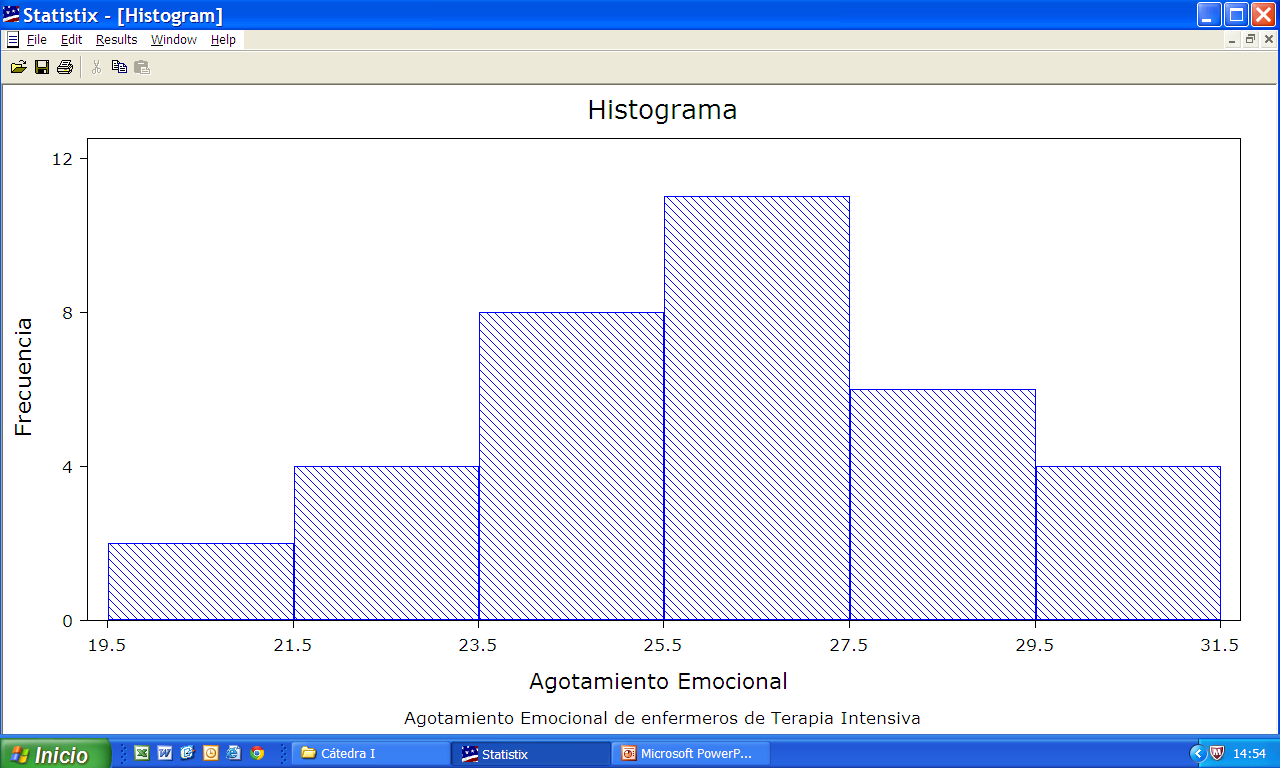 Statistix - [Histogram]
File Edit Results Window Help
Histograma
12
8
4
0
Frecuencia
19.5 21.5 23.5 25.5 27.5 29.5 31.5
Agotamiento Emocional
Agotamiento Emocional de enfermeros de Terapia Intensiva
Inicio Cátedra I Statistix Microsoft PowerP... 14:54